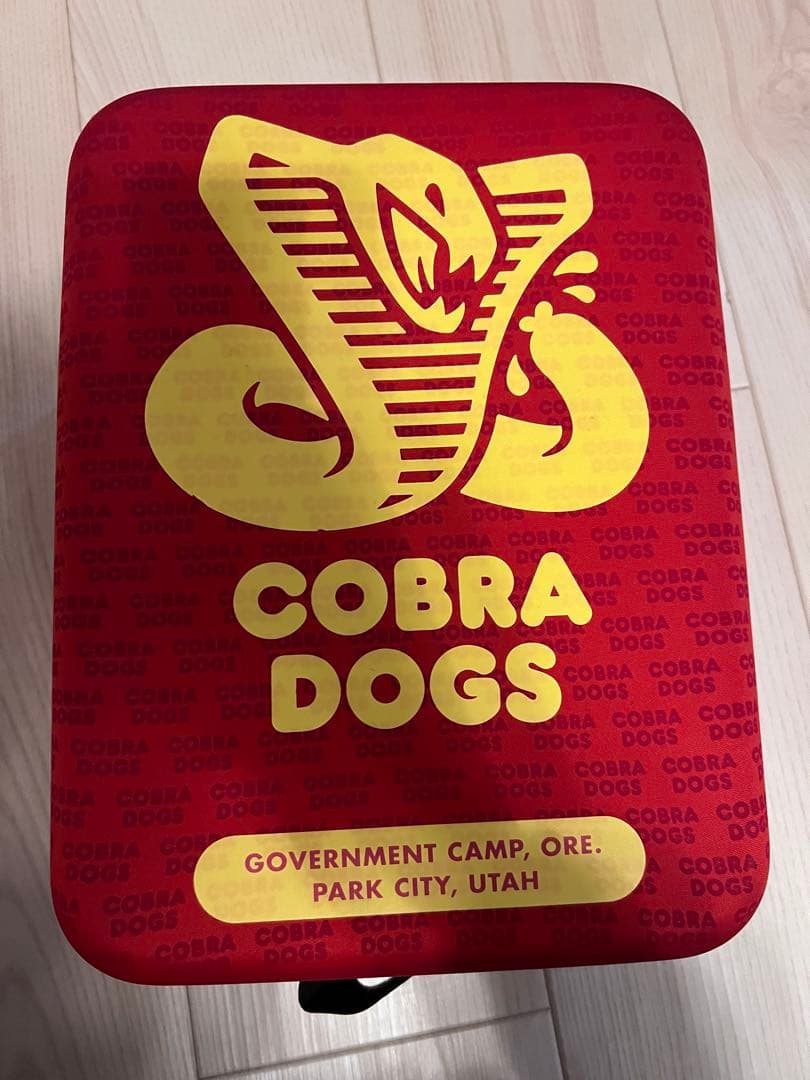 COBRA
DOGS
GOVERNMENT CAMP, ORE.
PARK CITY, UTAH